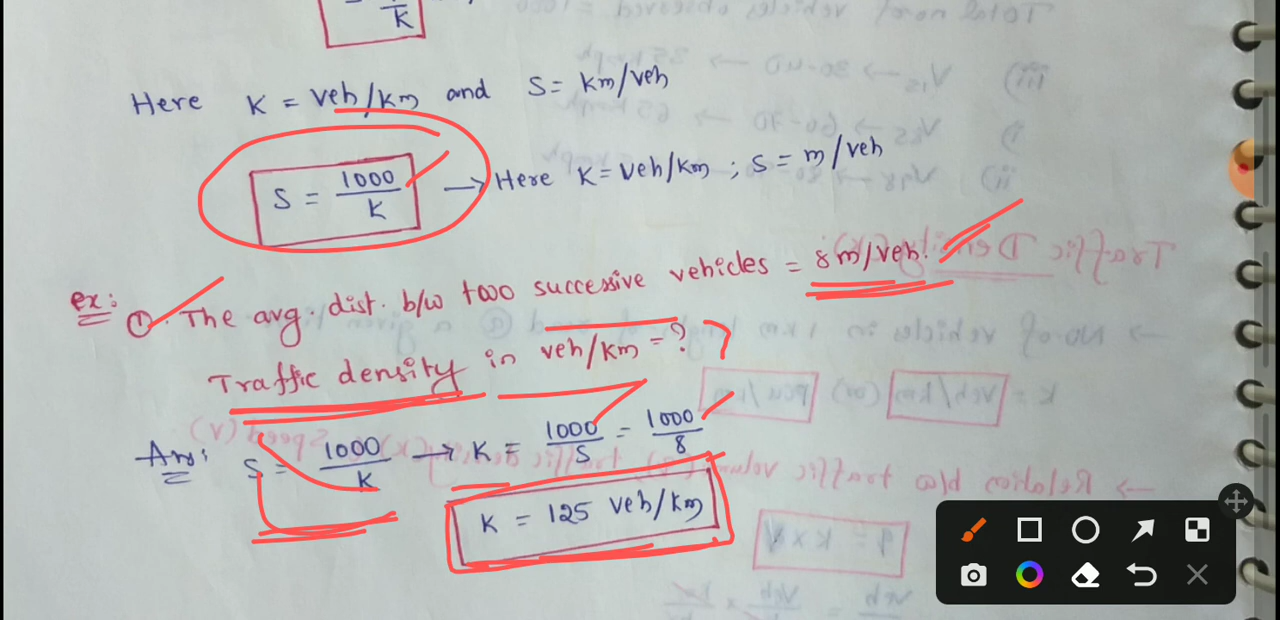 K
Here K = veh/km and S = km/veh
S = 1000/K → Here K = veh/km ; S = m/veh
ex: ①. The avg. dist. b/w two successive vehicles = 8m/veh.
Traffic density in veh/km = ?
Ans: S = 1000/K → K = 1000/S = 1000/8
K = 125 veh/km